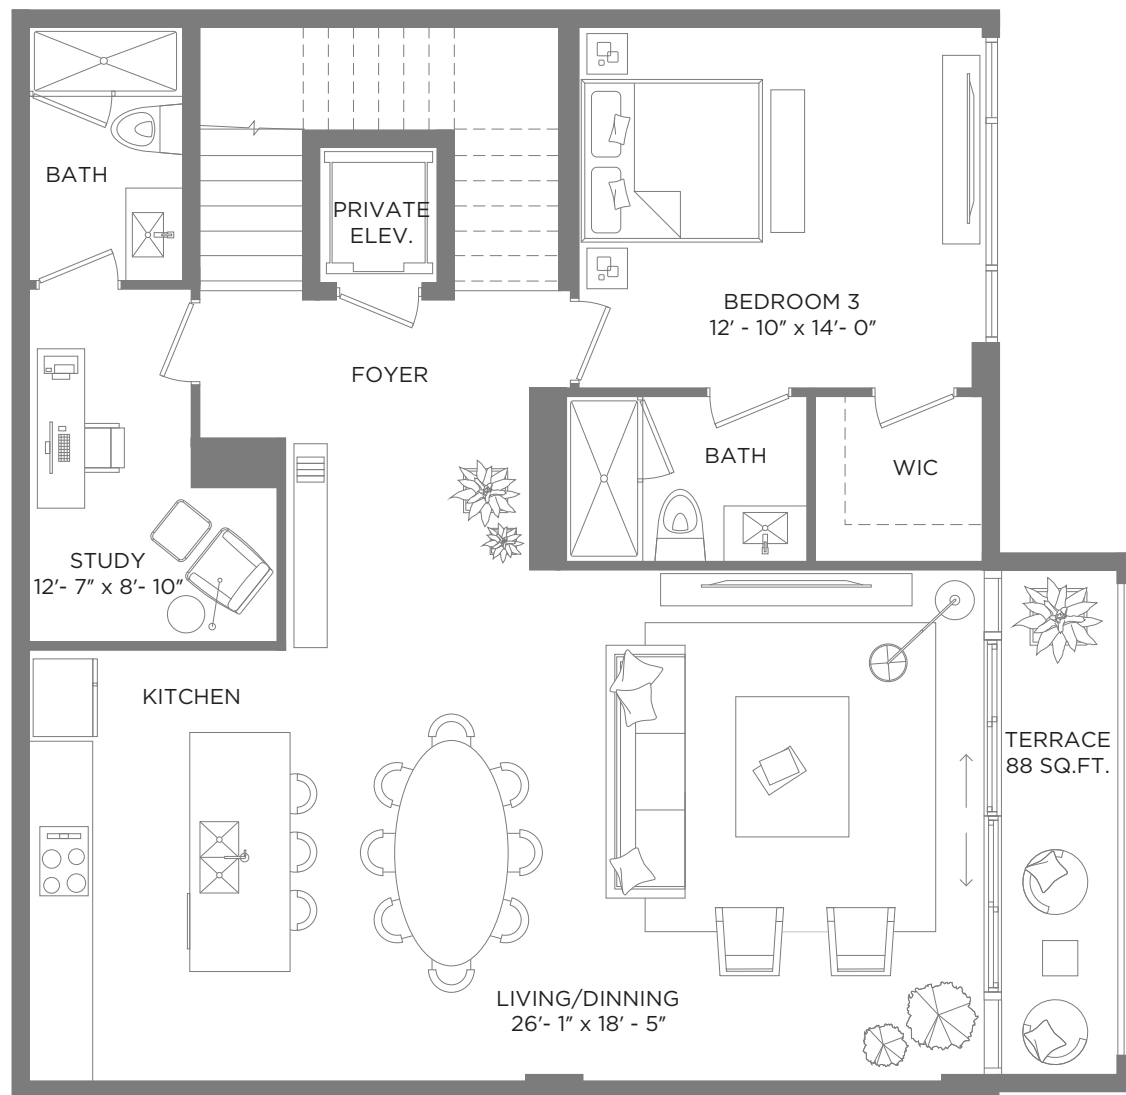 BATH
PRIVATE
ELEV.
BEDROOM 3
12' - 10" x 14'- 0"
FOYER
BATH
WIC
STUDY
12'- 7" x 8'- 10"
KITCHEN
TERRACE
88 SQ.FT.
LIVING/DINNING
26'- 1" x 18' - 5"